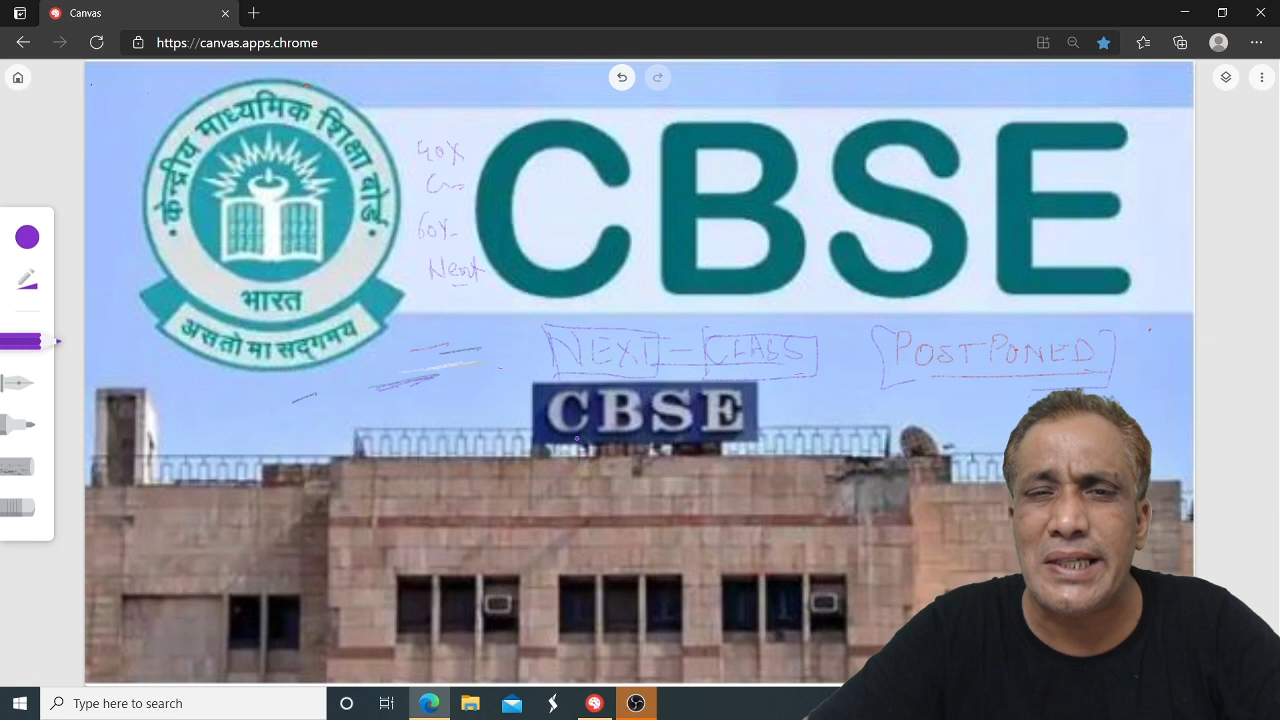 Canvas
https://canvas.apps.chrome
केन्द्रीय माध्यमिक शिक्षा बोर्ड
भारत
असतो मा सद्गमय
CBSE
40%
60%
Next
NEXT - CLASS
POSTPONED
CBSE
Type here to search